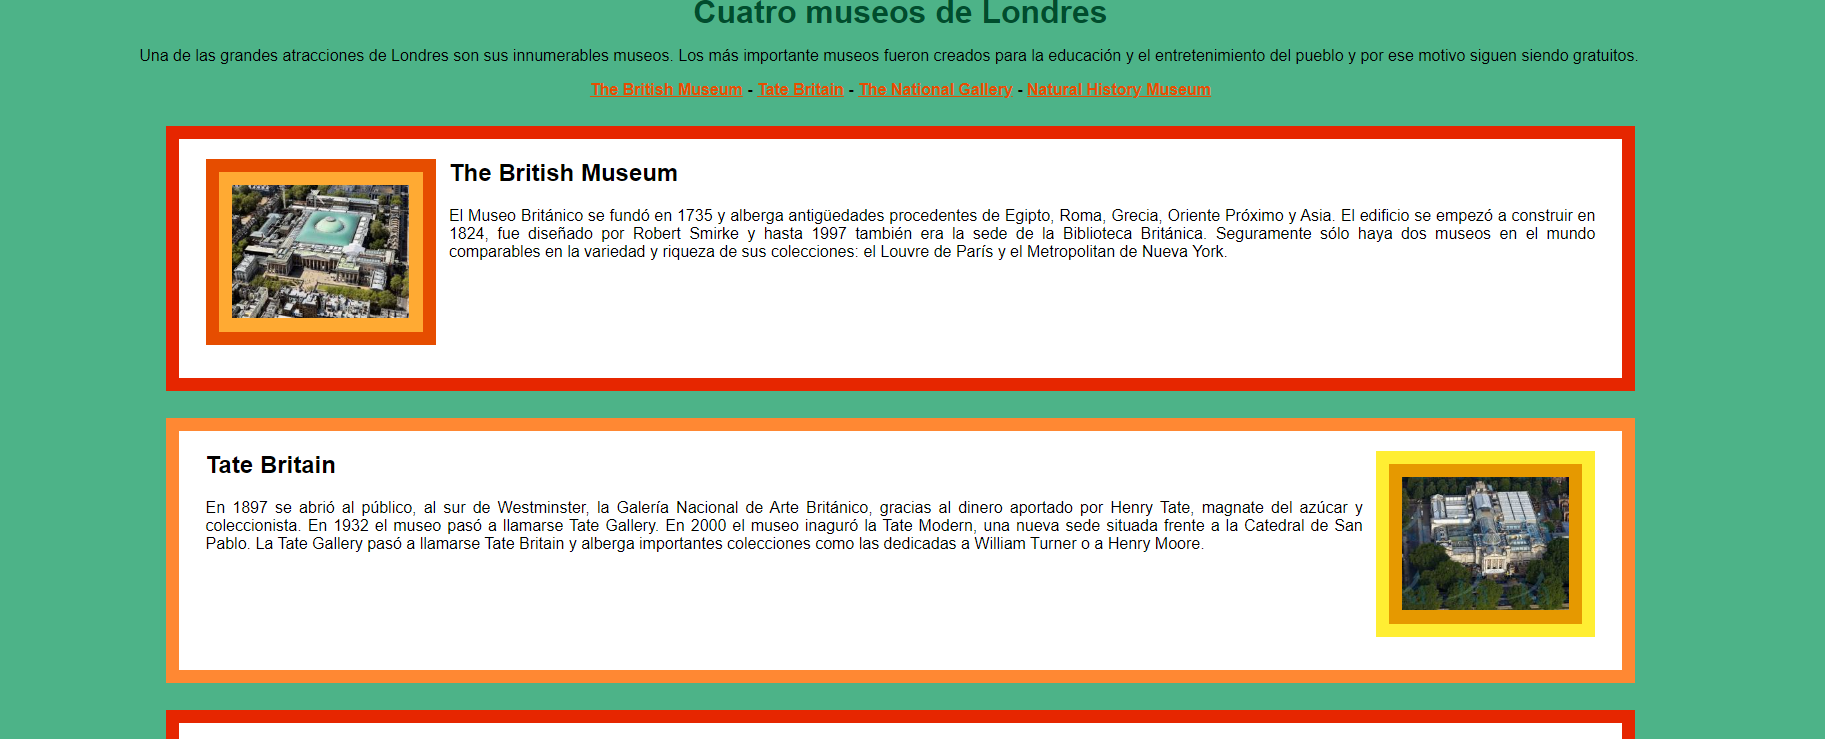 Cuatro museos de Londres
Una de las grandes atracciones de Londres son sus innumerables museos. Los más importante museos fueron creados para la educación y el entretenimiento del pueblo y por ese motivo siguen siendo gratuitos.
The British Museum - Tate Britain - The National Gallery - Natural History Museum
The British Museum
El Museo Británico se fundó en 1735 y alberga antigüedades procedentes de Egipto, Roma, Grecia, Oriente Próximo y Asia. El edificio se empezó a construir en
1824, fue diseñado por Robert Smirke y hasta 1997 también era la sede de la Biblioteca Británica. Seguramente sólo haya dos museos en el mundo
comparables en la variedad y riqueza de sus colecciones: el Louvre de París y el Metropolitan de Nueva York.
Tate Britain
En 1897 se abrió al público, al sur de Westminster, la Galería Nacional de Arte Británico, gracias al dinero aportado por Henry Tate, magnate del azúcar y
coleccionista. En 1932 el museo pasó a llamarse Tate Gallery. En 2000 el museo inaguró la Tate Modern, una nueva sede situada frente a la Catedral de San
Pablo. La Tate Gallery pasó a llamarse Tate Britain y alberga importantes colecciones como las dedicadas a William Turner o a Henry Moore.